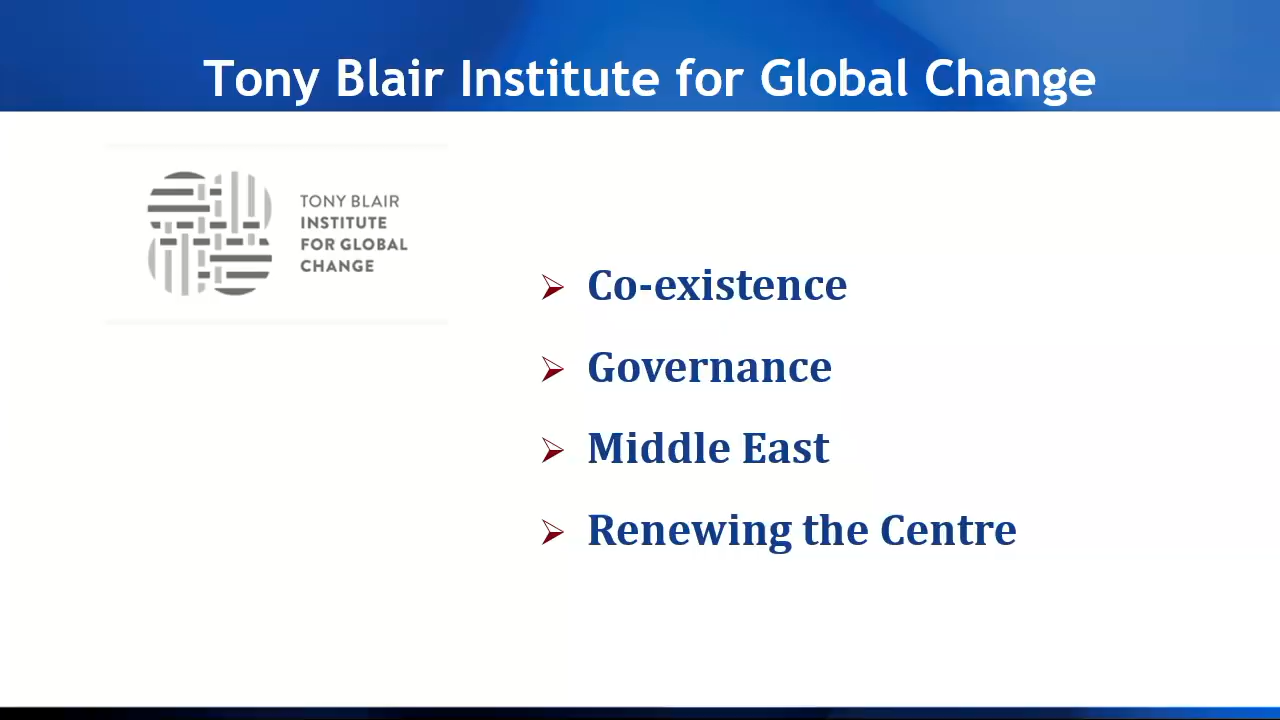 Tony Blair Institute for Global Change
TONY BLAIR
INSTITUTE
FOR GLOBAL
CHANGE
Co-existence
Governance
Middle East
Renewing the Centre